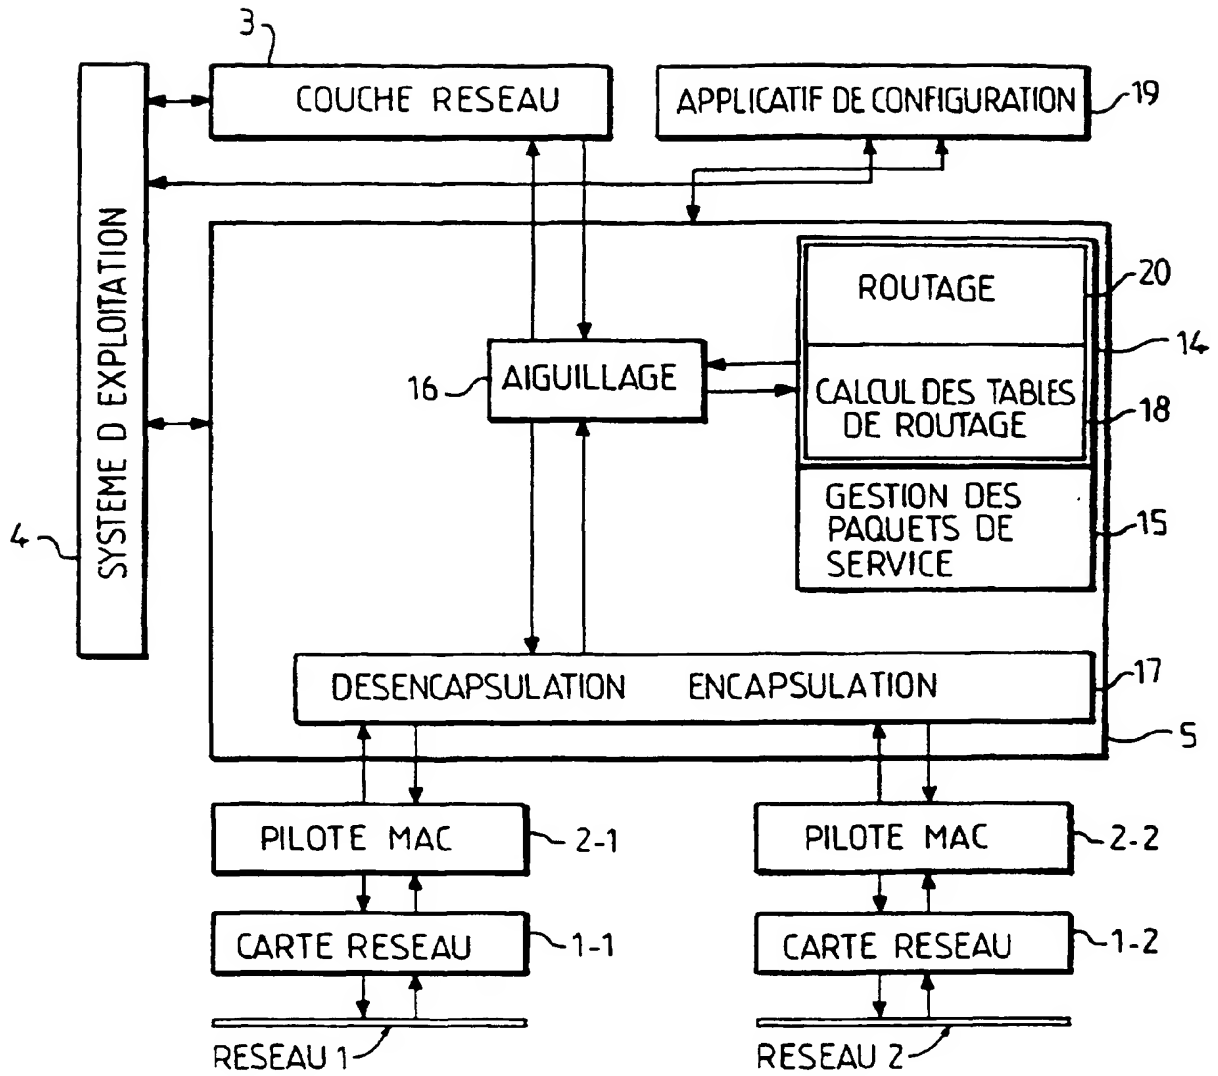 3
COUCHE RESEAU
APPLICATIF DE CONFIGURATION
19
SYSTEME D EXPLOITATION
4
ROUTAGE
20
14
AIGUILLAGE
16
CALCUL DES TABLES
DE ROUTAGE
18
GESTION DES
PAQUETS DE
SERVICE
15
DESENCAPSULATION ENCAPSULATION
17
5
PILOTE MAC
2-1
PILOTE MAC
2-2
CARTE RESEAU
1-1
CARTE RESEAU
1-2
RESEAU 1
RESEAU 2